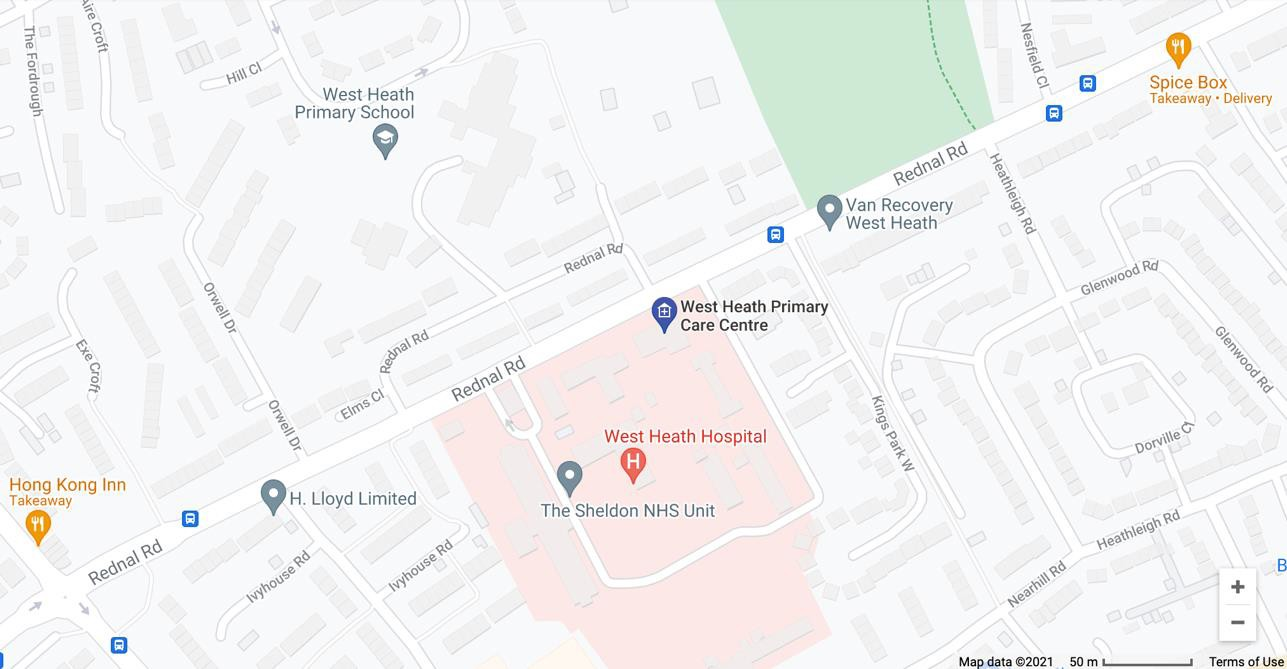 Aire Croft
The Fordrough
Hill Cl
West Heath
Primary School
Nesfield Cl
Spice Box
Takeaway • Delivery
Rednal Rd
Heathleigh Rd
Van Recovery
West Heath
Rednal Rd
Glenwood Rd
Orwell Dr
West Heath Primary
Care Centre
Rednal Rd
Exe Croft
Glenwood Rd
Rednal Rd
Elms Cl
Orwell Dr
Kings Park W
Dorville Cl
West Heath Hospital
H
Hong Kong Inn
Takeaway
H. Lloyd Limited
The Sheldon NHS Unit
Heathleigh Rd
Rednal Rd
Ivyhouse Rd
Ivyhouse Rd
Nearhill Rd
B
+
−
Map data ©2021 50 m Terms of Use